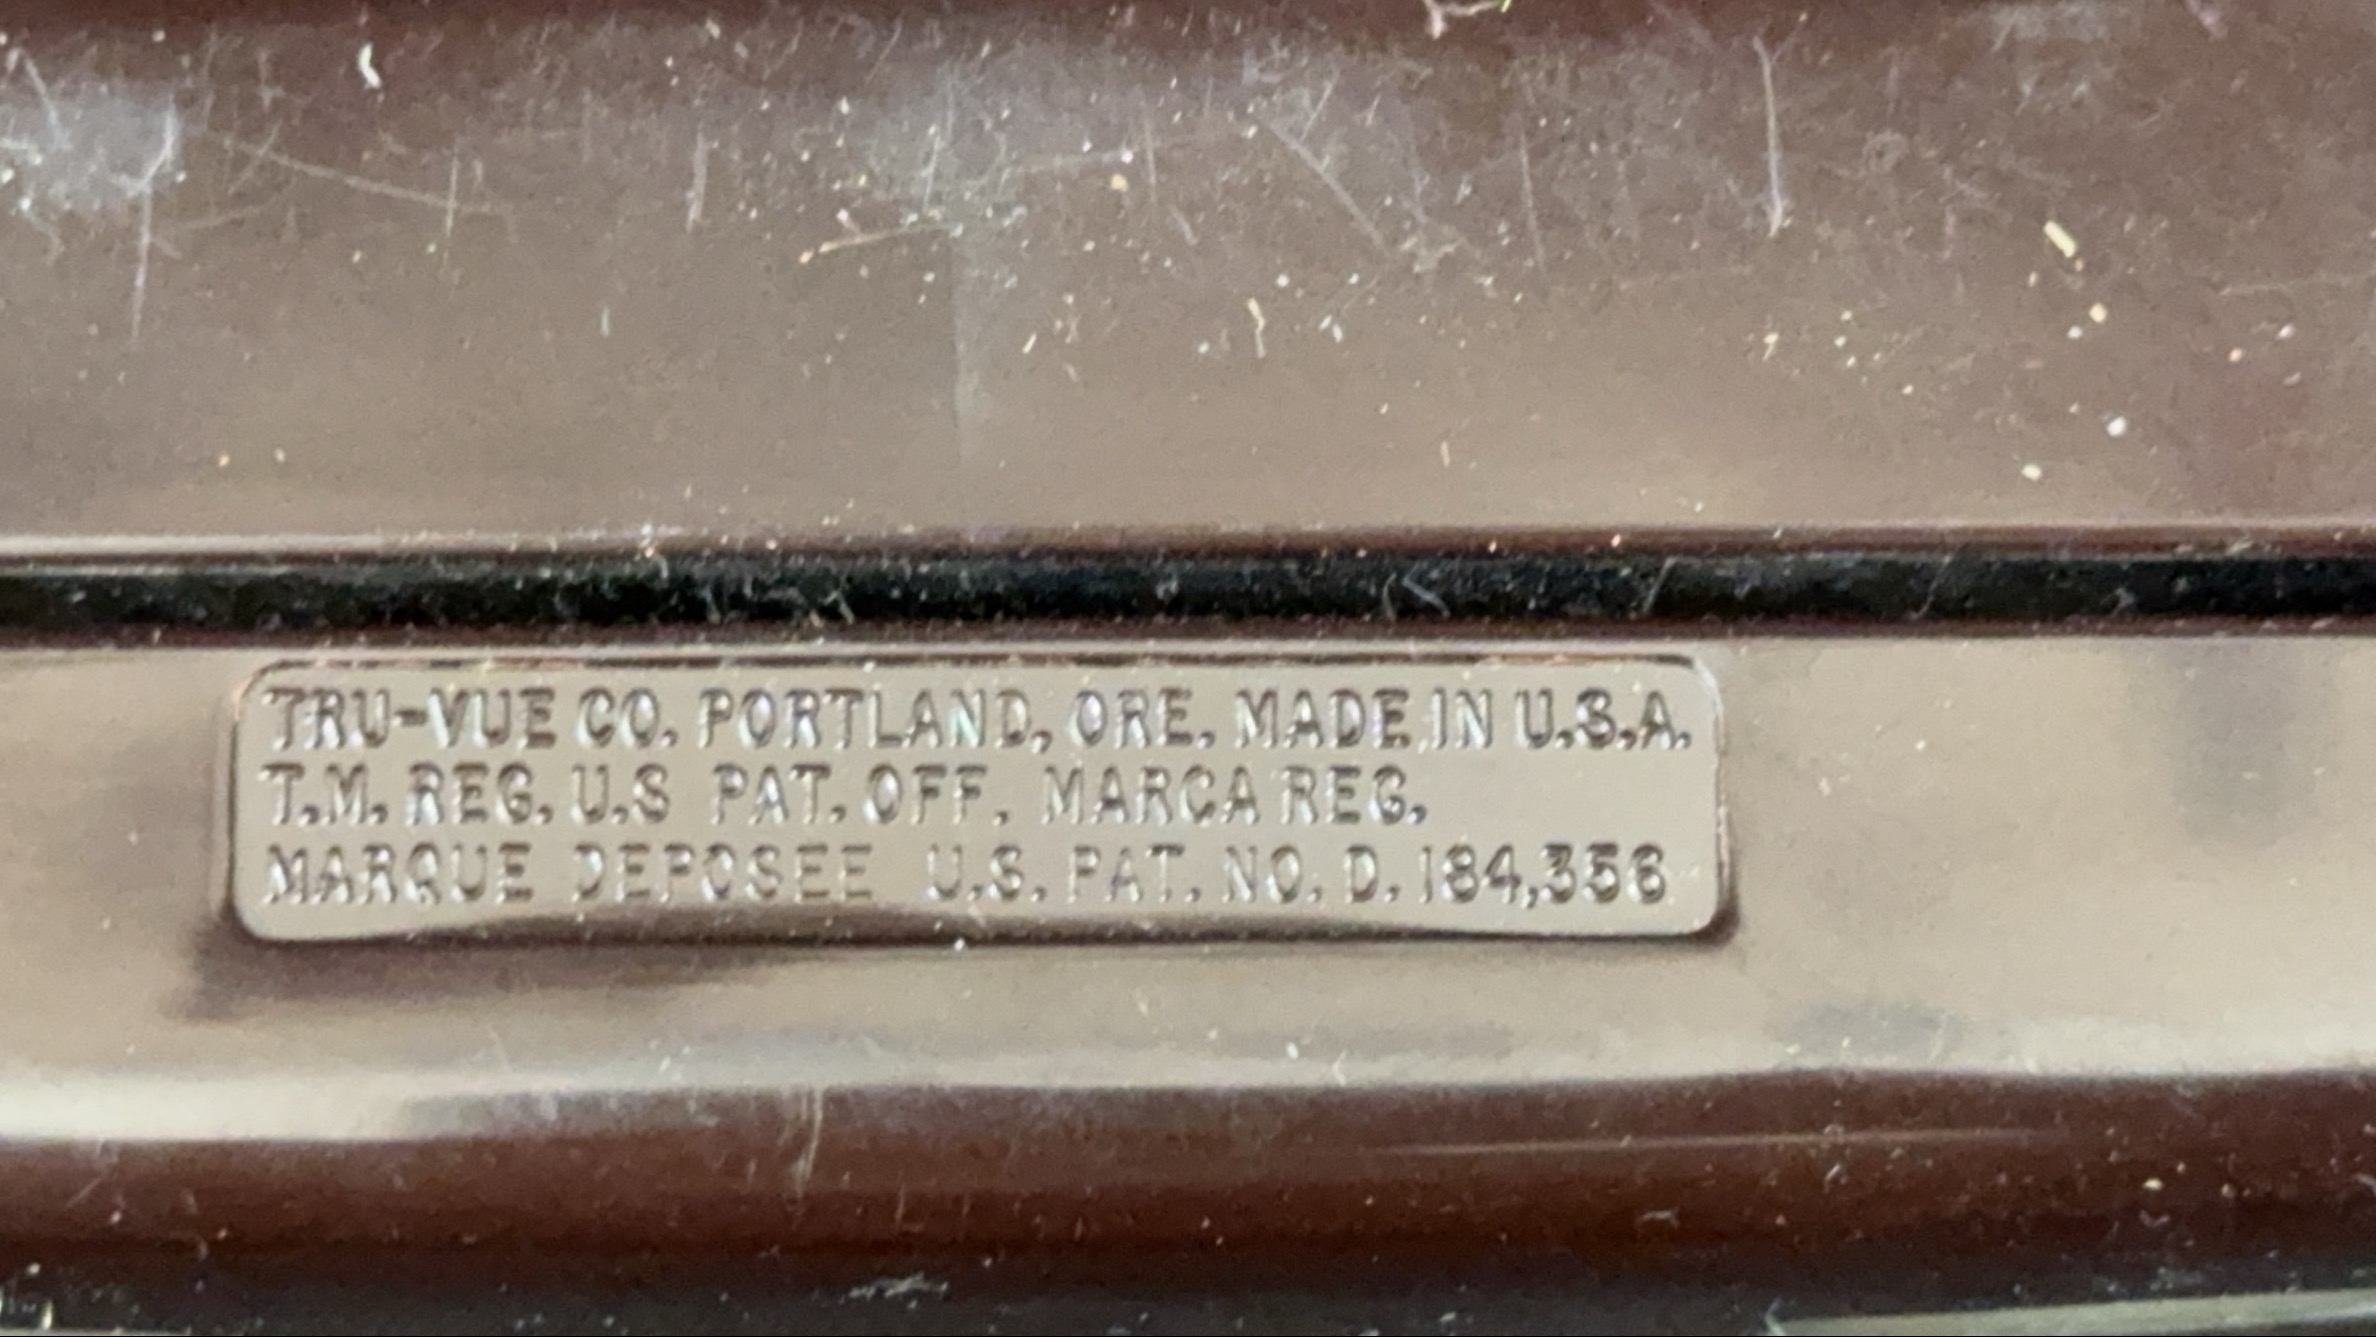 TRU-VUE CO. PORTLAND, ORE. MADE IN U.S.A.
T.M. REG. U.S PAT. OFF. MARCA REG.
MARQUE DEPOSEE U.S. PAT. NO. D. 184,356